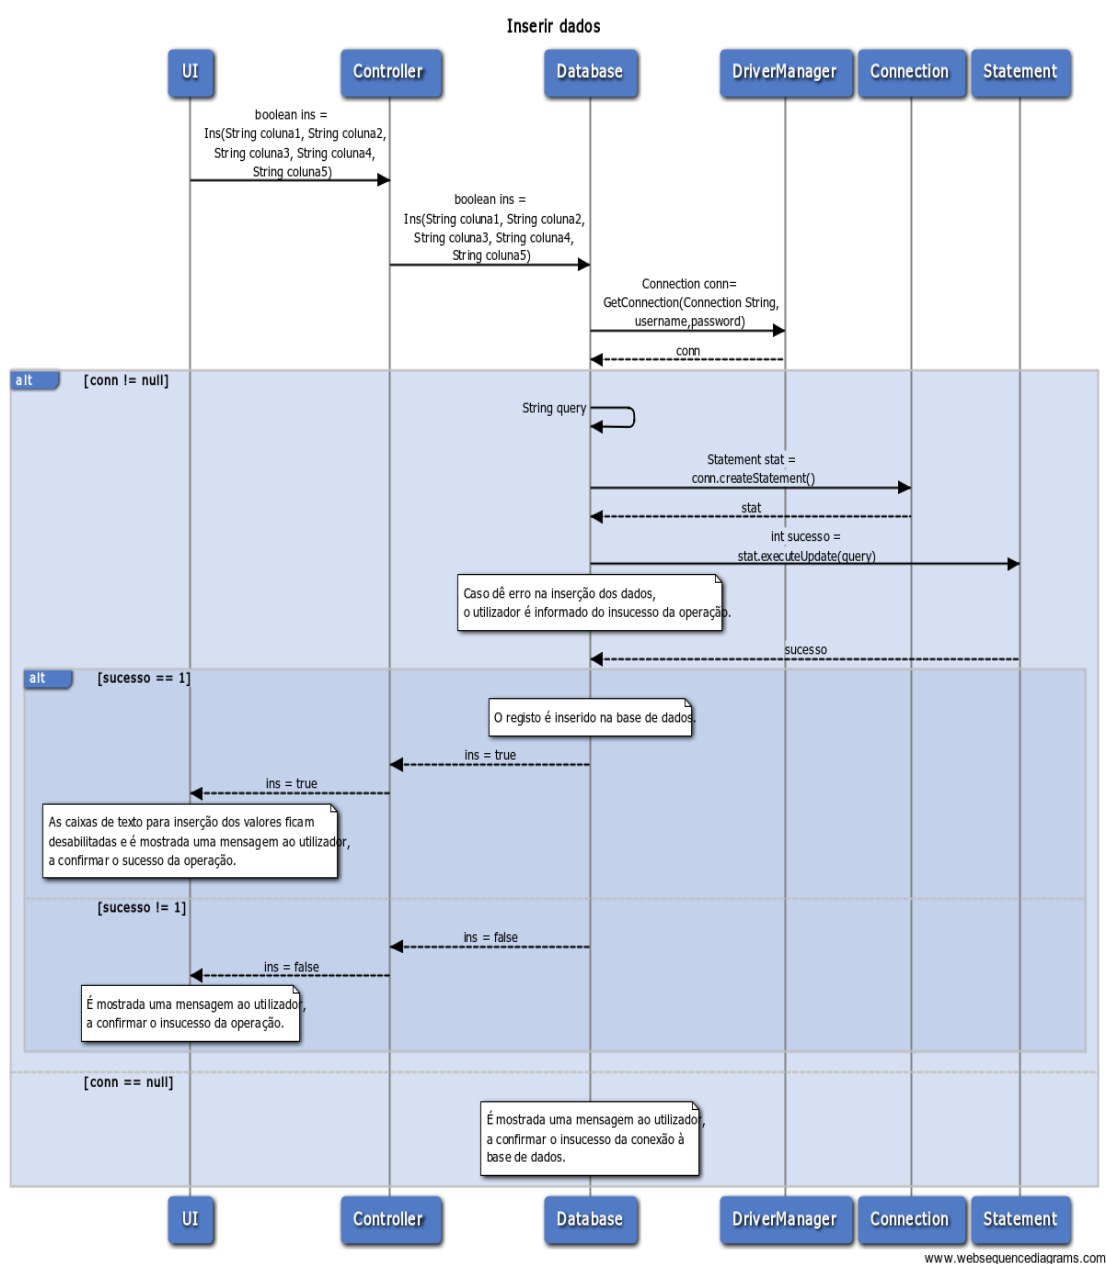 Inserir dados
UI
Controller
Database
DriverManager
Connection
Statement
boolean ins =
Ins(String coluna1, String coluna2,
String coluna3, String coluna4,
String coluna5)
boolean ins =
Ins(String coluna1, String coluna2,
String coluna3, String coluna4,
String coluna5)
Connection conn=
GetConnection(Connection String,
username,password)
conn
alt
[conn != null]
String query
Statement stat =
conn.createStatement()
stat
int sucesso =
stat.executeUpdate(query)
Caso dê erro na inserção dos dados,
o utilizador é informado do insucesso da operação.
sucesso
alt
[sucesso == 1]
O registo é inserido na base de dados.
ins = true
ins = true
As caixas de texto para inserção dos valores ficam
desabilitadas e é mostrada uma mensagem ao utilizador,
a confirmar o sucesso da operação.
[sucesso != 1]
ins = false
ins = false
É mostrada uma mensagem ao utilizador,
a confirmar o insucesso da operação.
[conn == null]
É mostrada uma mensagem ao utilizador,
a confirmar o insucesso da conexão à
base de dados.
UI
Controller
Database
DriverManager
Connection
Statement
www.websequencediagrams.com